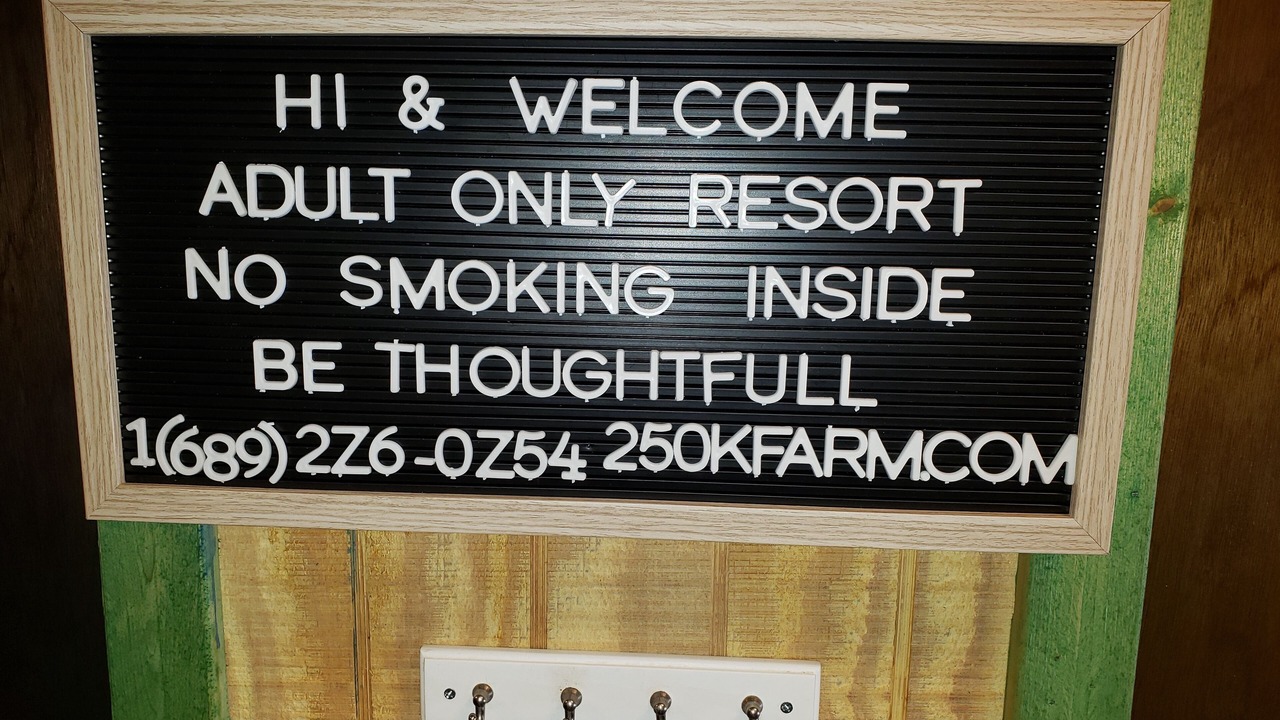 HI & WELCOME
ADULT ONLY RESORT
NO SMOKING INSIDE
BE THOUGHTFULL
1(689)2Z6-0Z54 250KFARM.COM